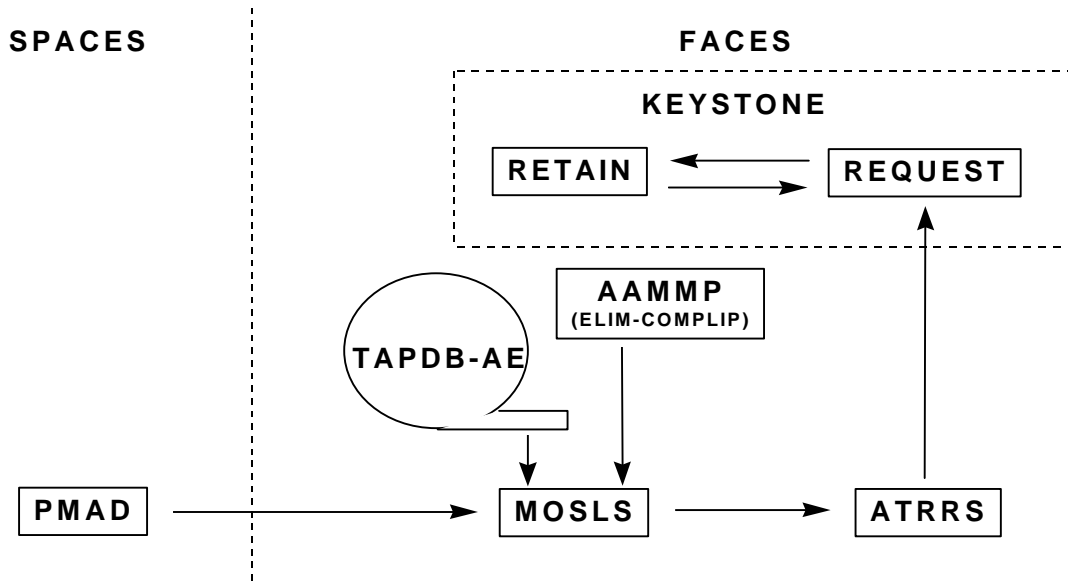 SPACES
FACES
KEYSTONE
RETAIN
REQUEST
AAMMP
(ELIM-COMPLIP)
TAPDB-AE
PMAD
MOSLS
ATRRS